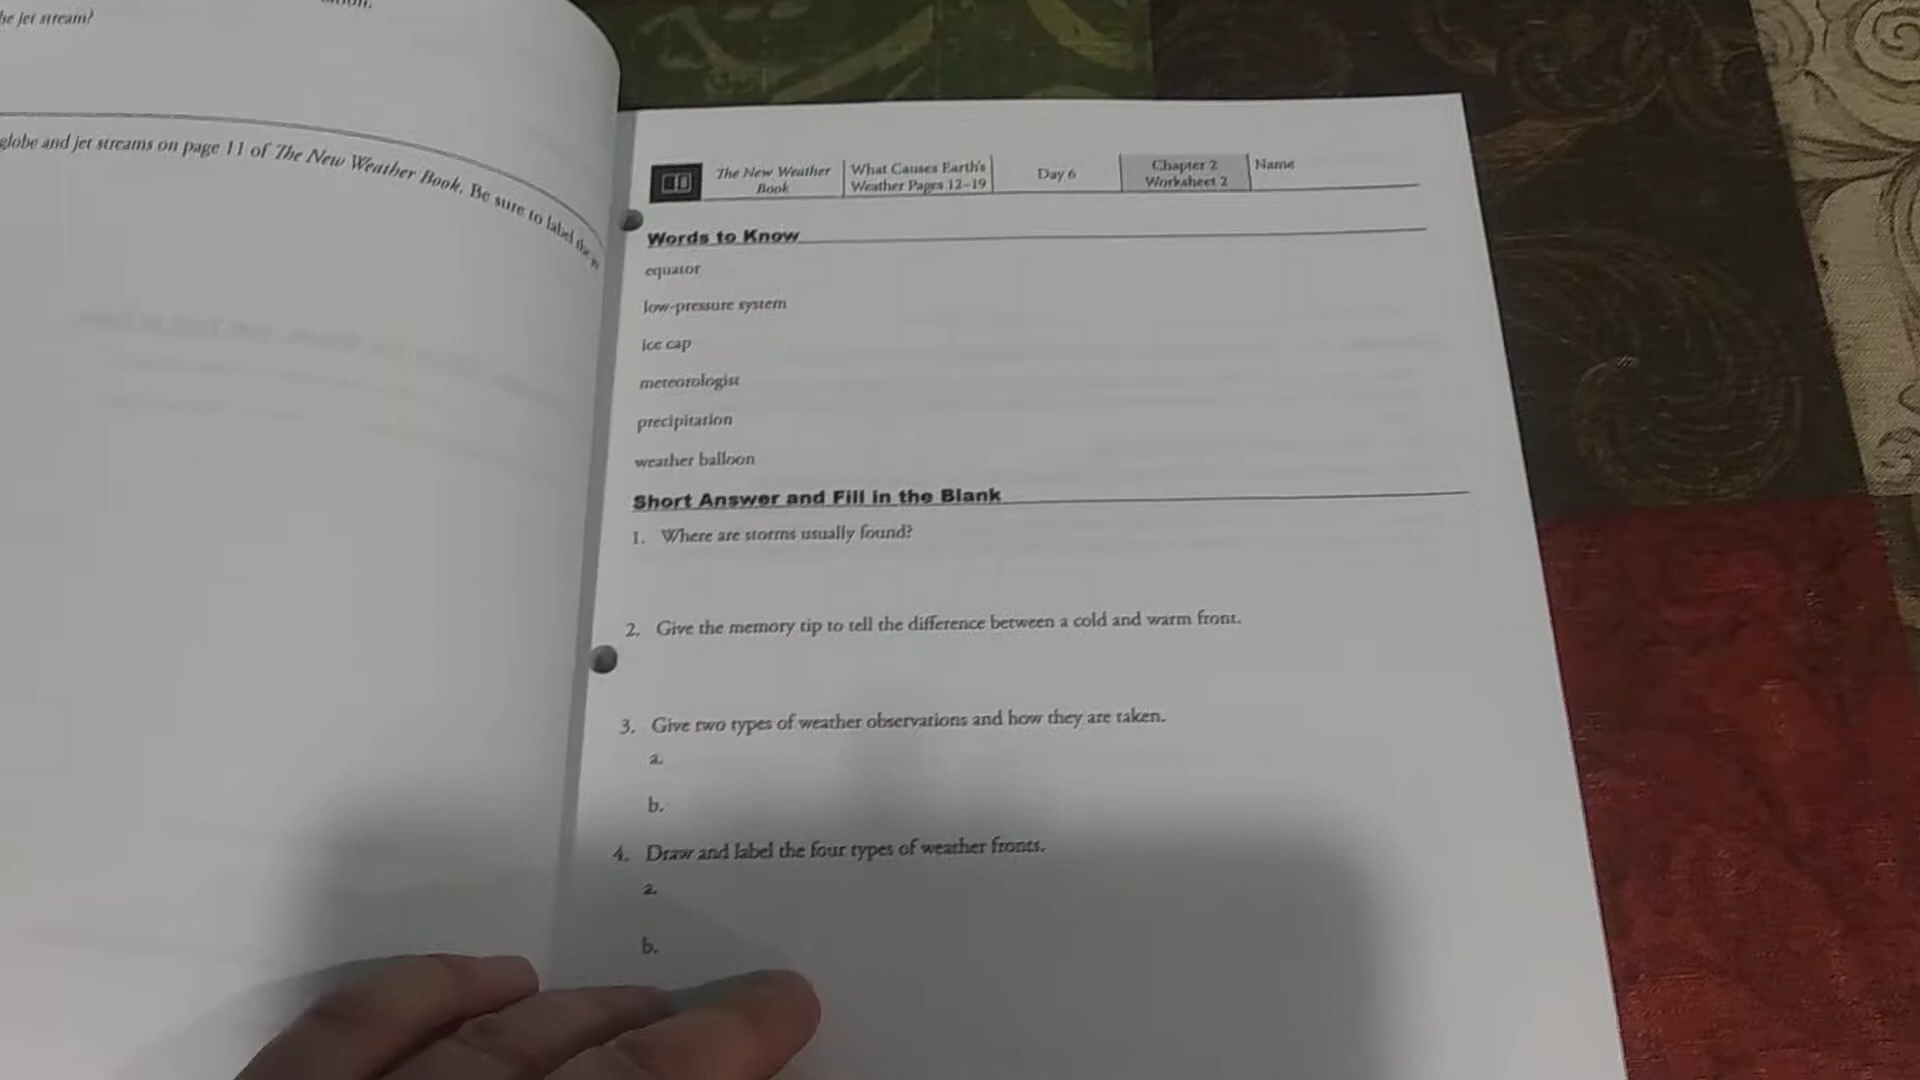 he jet stream?
globe and jet streams on page 11 of The New Weather Book. Be sure to label the
The New Weather
Book
What Causes Earth's
Weather Pages 12–19
Day 6
Chapter 2
Worksheet 2
Name
Words to Know
equator
low-pressure system
ice cap
meteorologist
precipitation
weather balloon
Short Answer and Fill in the Blank
1. Where are storms usually found?
2. Give the memory tip to tell the difference between a cold and warm front.
3. Give two types of weather observations and how they are taken.
a.
b.
4. Draw and label the four types of weather fronts.
a.
b.